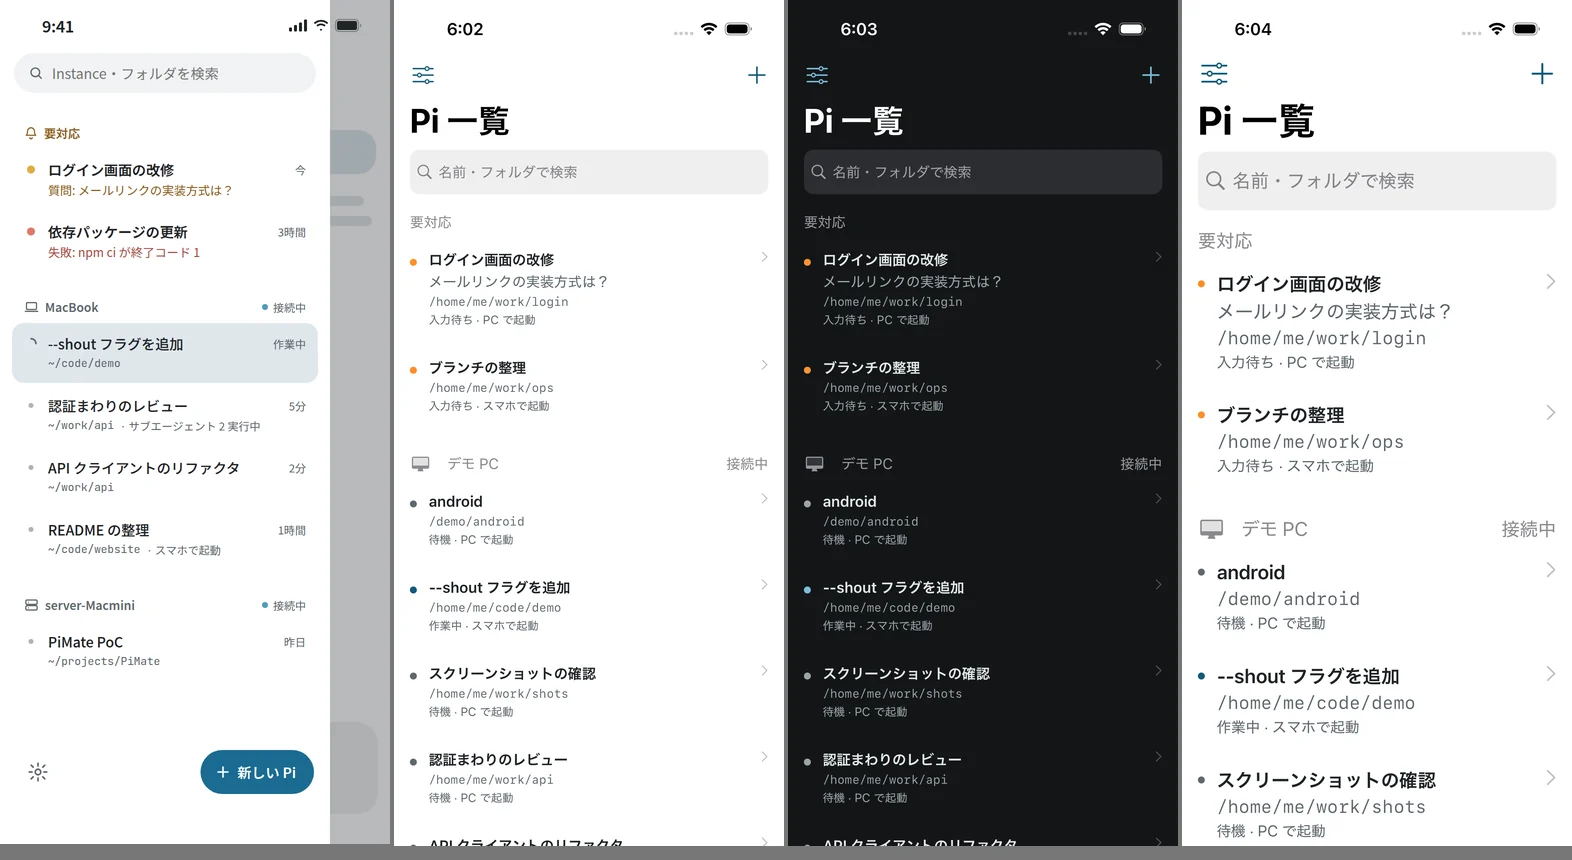 9:41
Instance・フォルダを検索
要対応
ログイン画面の改修 今
質問: メールリンクの実装方式は？
依存パッケージの更新 3時間
失敗: npm ci が終了コード 1
MacBook 接続中
--shout フラグを追加 作業中
~/code/demo
認証まわりのレビュー 5分
~/work/api · サブエージェント 2 実行中
API クライアントのリファクタ 2分
~/work/api
README の整理 1時間
~/code/website · スマホで起動
server-Macmini 接続中
PiMate PoC 昨日
~/projects/PiMate
新しい Pi
6:02
Pi 一覧
名前・フォルダで検索
要対応
ログイン画面の改修
メールリンクの実装方式は？
/home/me/work/login
入力待ち · PC で起動
ブランチの整理
/home/me/work/ops
入力待ち · スマホで起動
デモ PC 接続中
android
/demo/android
待機 · PC で起動
--shout フラグを追加
/home/me/code/demo
作業中 · スマホで起動
スクリーンショットの確認
/home/me/work/shots
待機 · PC で起動
認証まわりのレビュー
/home/me/work/api
待機 · PC で起動
API クライアントのリファクタ
6:03
Pi 一覧
名前・フォルダで検索
要対応
ログイン画面の改修
メールリンクの実装方式は？
/home/me/work/login
入力待ち · PC で起動
ブランチの整理
/home/me/work/ops
入力待ち · スマホで起動
デモ PC 接続中
android
/demo/android
待機 · PC で起動
--shout フラグを追加
/home/me/code/demo
作業中 · スマホで起動
スクリーンショットの確認
/home/me/work/shots
待機 · PC で起動
認証まわりのレビュー
/home/me/work/api
待機 · PC で起動
API クライアントのリファクタ
6:04
Pi 一覧
名前・フォルダで検索
要対応
ログイン画面の改修
メールリンクの実装方式は？
/home/me/work/login
入力待ち · PC で起動
ブランチの整理
/home/me/work/ops
入力待ち · スマホで起動
デモ PC 接続中
android
/demo/android
待機 · PC で起動
--shout フラグを追加
/home/me/code/demo
作業中 · スマホで起動
スクリーンショットの確認
/home/me/work/shots
待機 · PC で起動